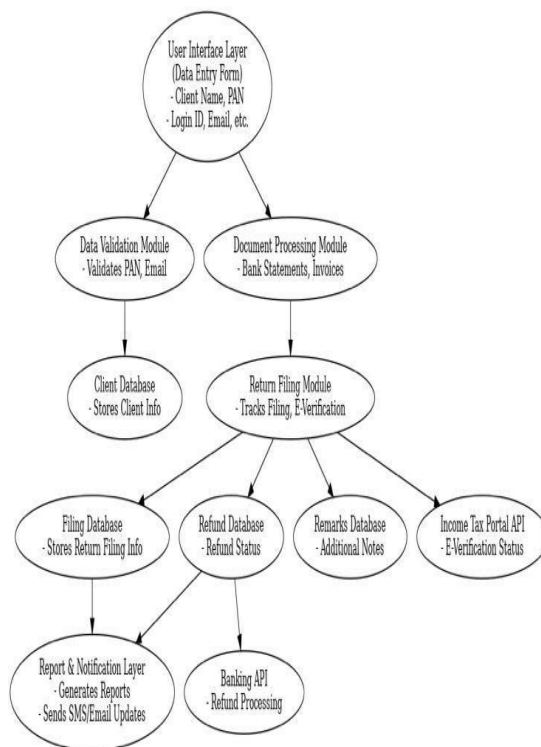 User Interface Layer
(Data Entry Form)
- Client Name, PAN
- Login ID, Email, etc.
Data Validation Module
- Validates PAN, Email
Document Processing Module
- Bank Statements, Invoices
Client Database
- Stores Client Info
Return Filing Module
- Tracks Filing, E-Verification
Filing Database
- Stores Return Filing Info
Refund Database
- Refund Status
Remarks Database
- Additional Notes
Income Tax Portal API
- E-Verification Status
Report & Notification Layer
- Generates Reports
- Sends SMS/Email Updates
Banking API
- Refund Processing